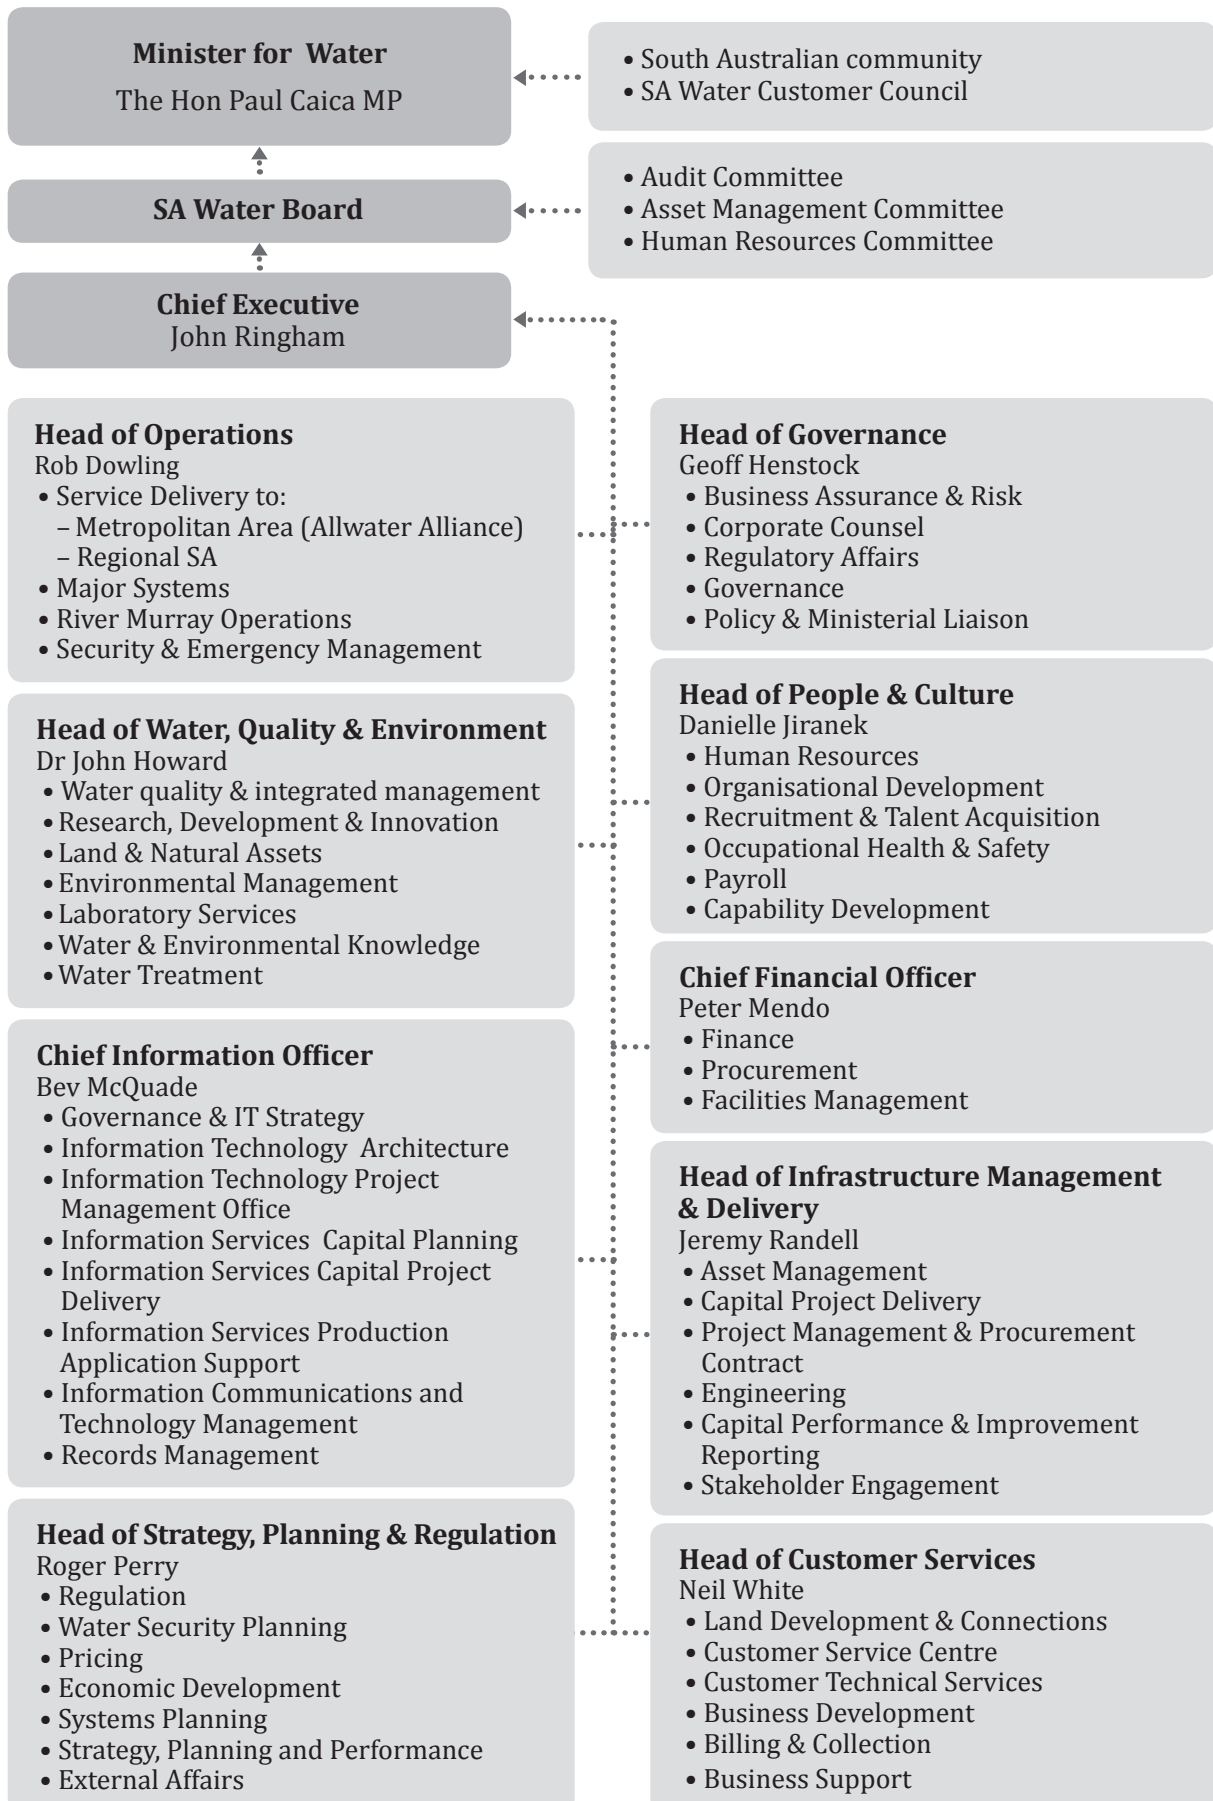 Minister for Water
The Hon Paul Caica MP
• South Australian community
• SA Water Customer Council
SA Water Board
• Audit Committee
• Asset Management Committee
• Human Resources Committee
Chief Executive
John Ringham
Head of Operations
Rob Dowling
• Service Delivery to:
– Metropolitan Area (Allwater Alliance)
– Regional SA
• Major Systems
• River Murray Operations
• Security & Emergency Management
Head of Water, Quality & Environment
Dr John Howard
• Water quality & integrated management
• Research, Development & Innovation
• Land & Natural Assets
• Environmental Management
• Laboratory Services
• Water & Environmental Knowledge
• Water Treatment
Chief Information Officer
Bev McQuade
• Governance & IT Strategy
• Information Technology Architecture
• Information Technology Project
Management Office
• Information Services Capital Planning
• Information Services Capital Project
Delivery
• Information Services Production
Application Support
• Information Communications and
Technology Management
• Records Management
Head of Strategy, Planning & Regulation
Roger Perry
• Regulation
• Water Security Planning
• Pricing
• Economic Development
• Systems Planning
• Strategy, Planning and Performance
• External Affairs
Head of Governance
Geoff Henstock
• Business Assurance & Risk
• Corporate Counsel
• Regulatory Affairs
• Governance
• Policy & Ministerial Liaison
Head of People & Culture
Danielle Jiranek
• Human Resources
• Organisational Development
• Recruitment & Talent Acquisition
• Occupational Health & Safety
• Payroll
• Capability Development
Chief Financial Officer
Peter Mendo
• Finance
• Procurement
• Facilities Management
Head of Infrastructure Management
& Delivery
Jeremy Randell
• Asset Management
• Capital Project Delivery
• Project Management & Procurement
Contract
• Engineering
• Capital Performance & Improvement
Reporting
• Stakeholder Engagement
Head of Customer Services
Neil White
• Land Development & Connections
• Customer Service Centre
• Customer Technical Services
• Business Development
• Billing & Collection
• Business Support